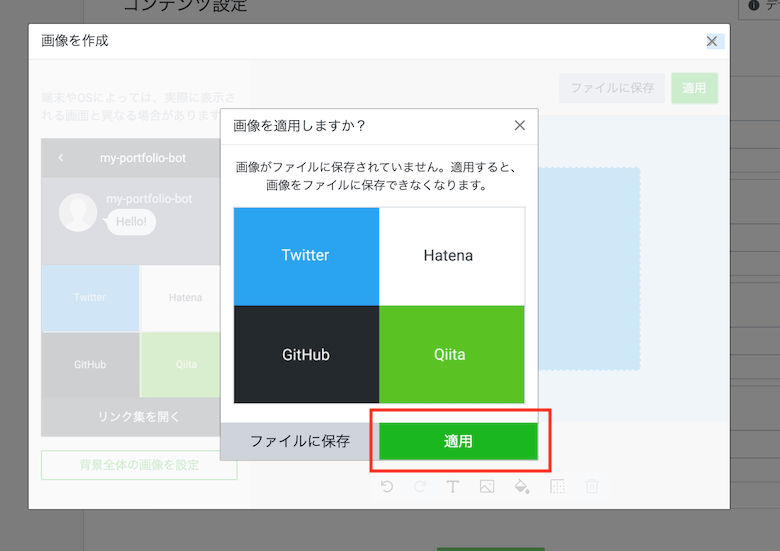 コンテンツ設定
画像を作成
端末やOSによっては、実際に表示さ
れる画面と異なる場合があります
ファイルに保存
適用
my-portfolio-bot
my-portfolio-bot
Hello!
Twitter
Hatena
GitHub
Qiita
リンク集を開く
背景全体の画像を設定
画像を適用しますか？
画像がファイルに保存されていません。適用すると、
画像をファイルに保存できなくなります。
Twitter
Hatena
GitHub
Qiita
ファイルに保存
適用